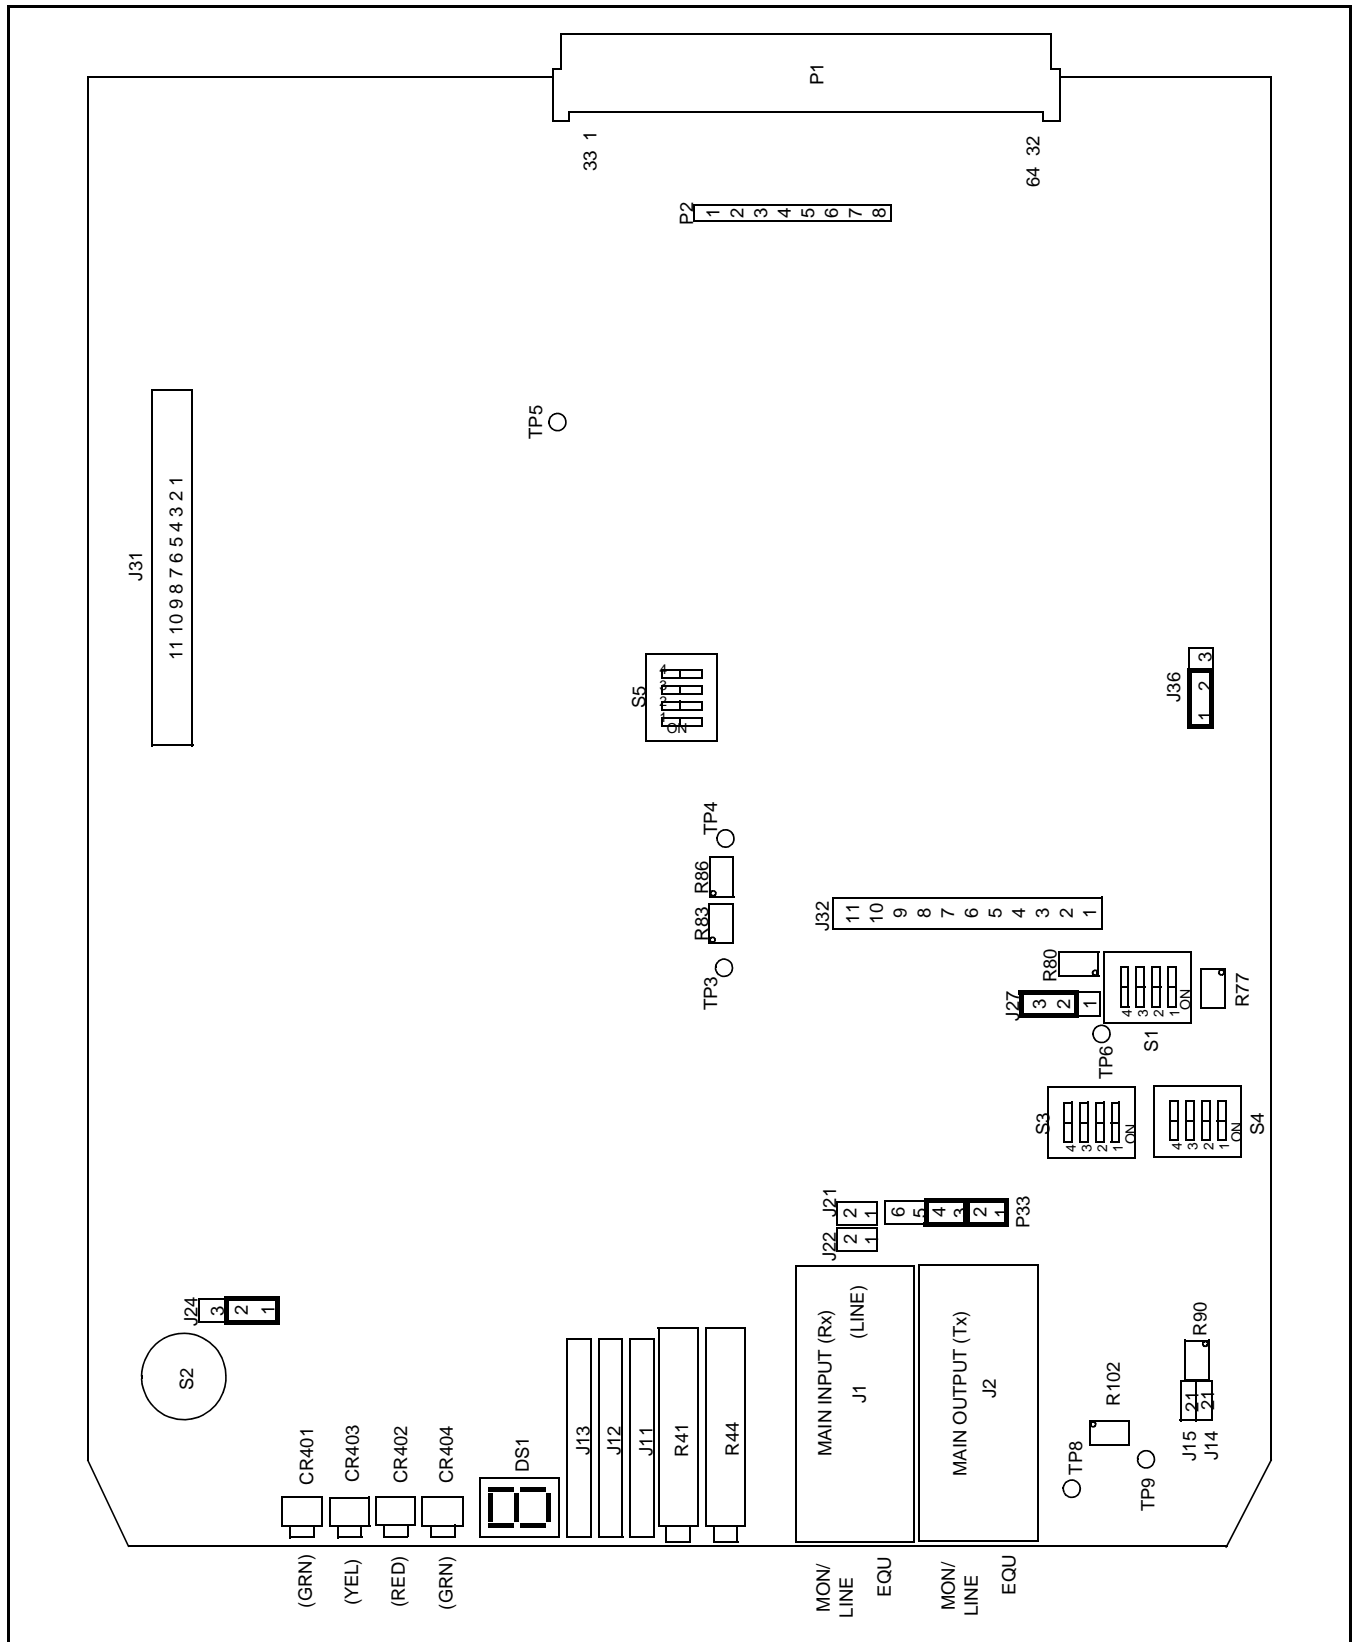 P1
33 1
64 32
P2
1
2
3
4
5
6
7
8
TP5
J31
11 10 9 8 7 6 5 4 3 2 1
S5
4
3
2
1
ON
J36
3
2
1
TP4
R86
R83
TP3
J32
11
10
9
8
7
6
5
4
3
2
1
R80
J27
3
2
1
TP6
4
3
2
1
ON
S1
R77
S3
4
3
2
1
ON
4
3
2
1
ON
S4
J21
2
1
J22
2
1
6
5
4
3
2
1
P33
J24
3
2
1
S2
CR401
CR403
CR402
CR404
DS1
J13
J12
J11
R41
R44
MAIN INPUT (Rx)
J1
(LINE)
MAIN OUTPUT (Tx)
J2
R102
TP8
TP9
R90
21
21
J15
J14
(GRN)
(YEL)
(RED)
(GRN)
MON/
LINE
EQU
MON/
LINE
EQU